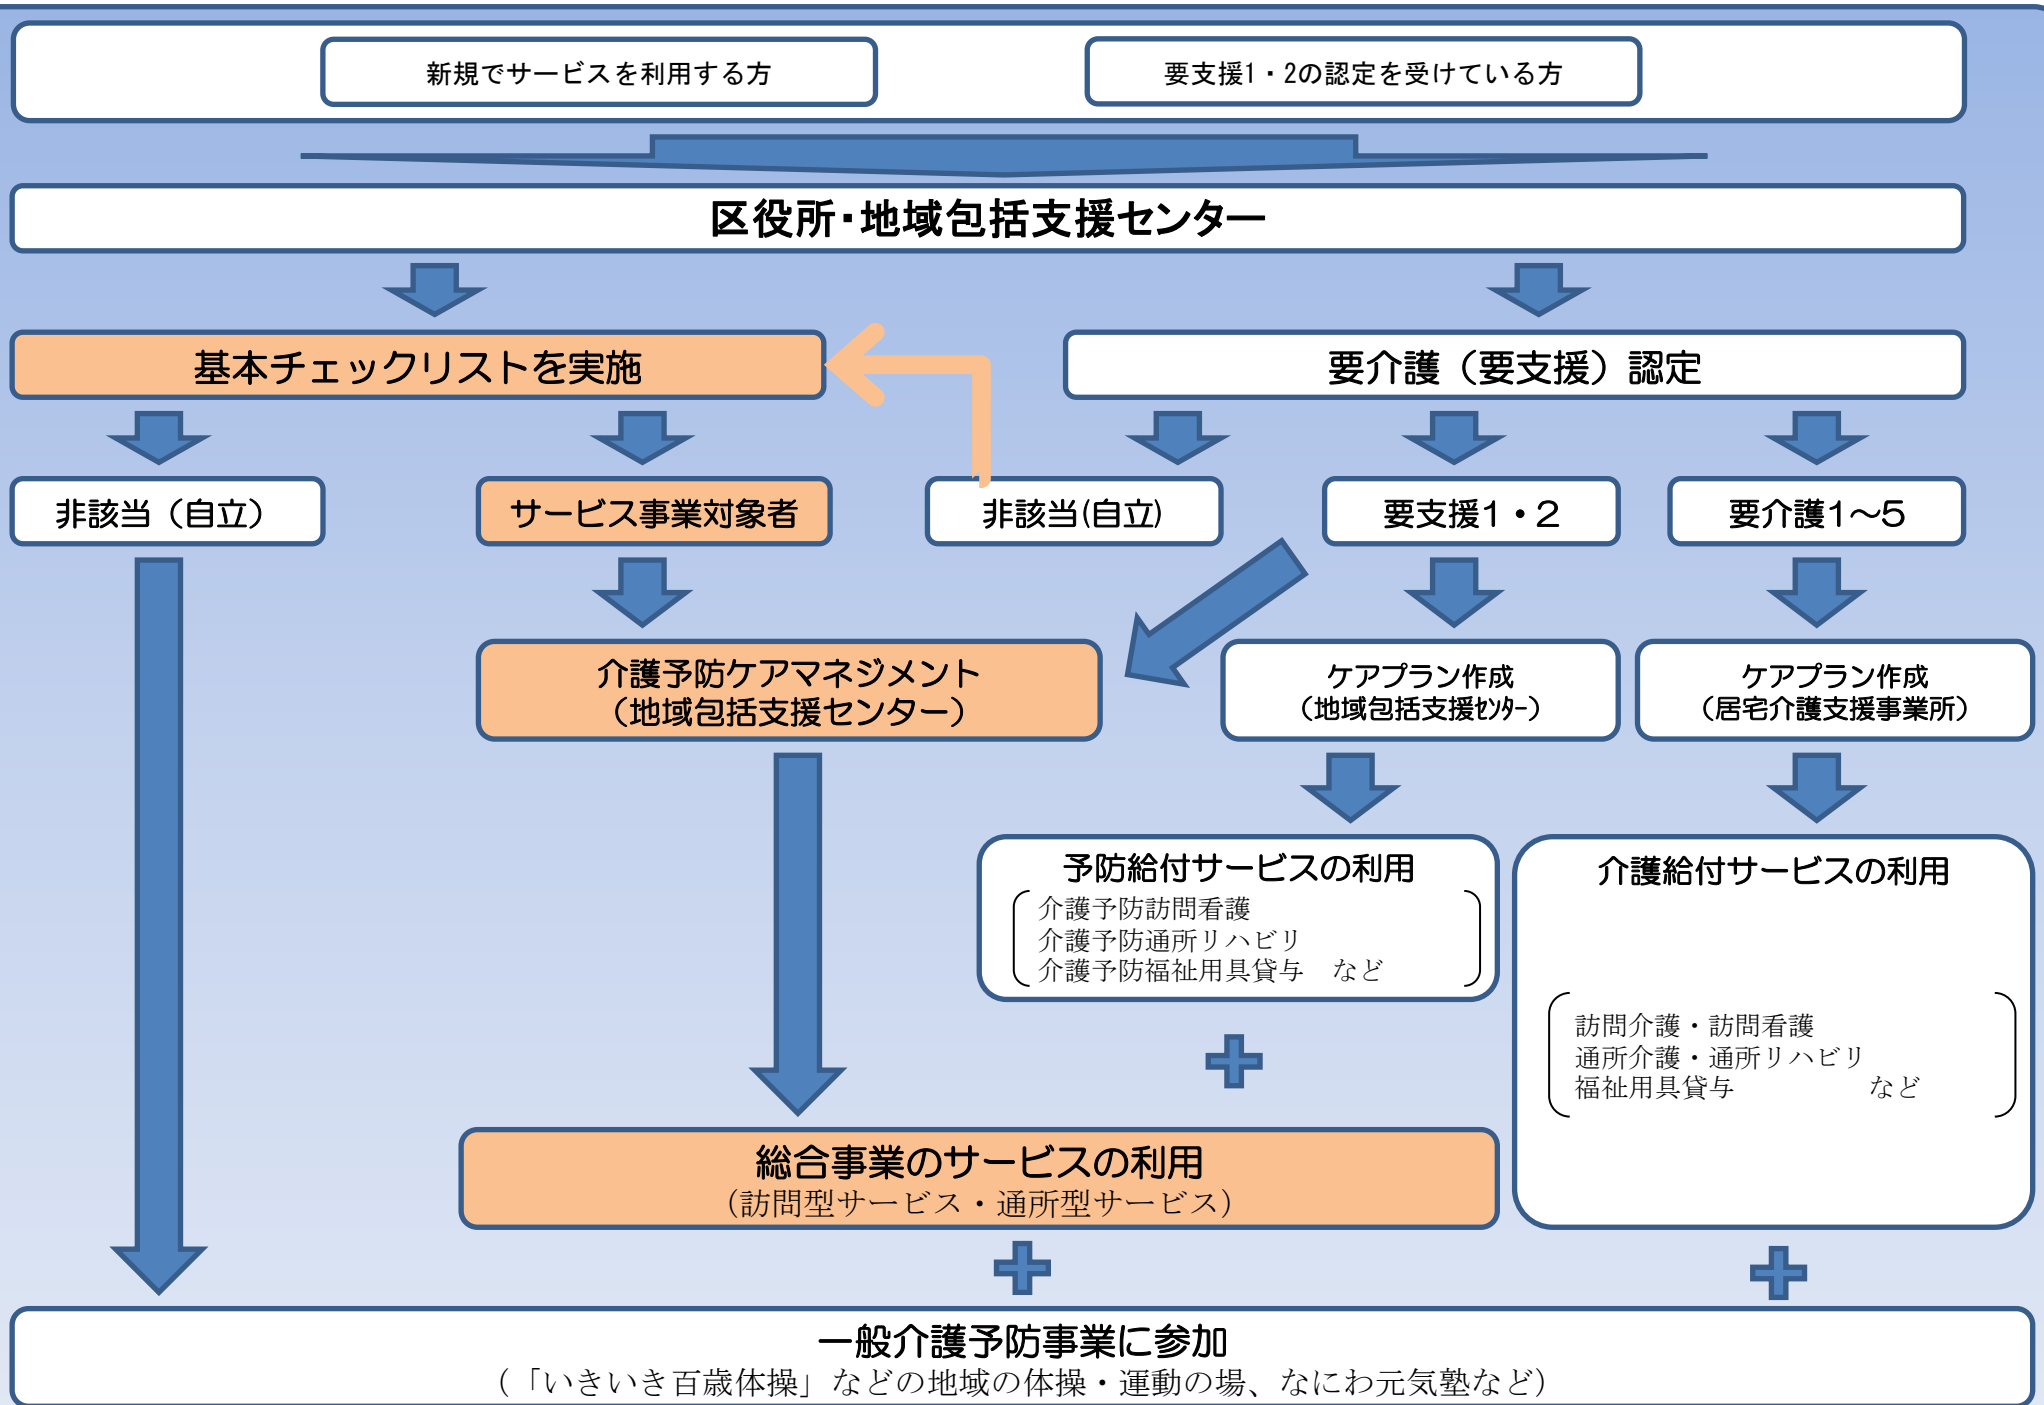 新規でサービスを利用する方
要支援1・2の認定を受けている方
区役所・地域包括支援センター
基本チェックリストを実施
要介護（要支援）認定
非該当（自立）
サービス事業対象者
非該当(自立)
要支援1・2
要介護1～5
介護予防ケアマネジメント
（地域包括支援センター）
ケアプラン作成
（地域包括支援ｾﾝﾀｰ）
ケアプラン作成
（居宅介護支援事業所）
予防給付サービスの利用
介護予防訪問看護
介護予防通所リハビリ
介護予防福祉用具貸与　など
介護給付サービスの利用
訪問介護・訪問看護
通所介護・通所リハビリ
福祉用具貸与　　　　　など
総合事業のサービスの利用
（訪問型サービス・通所型サービス）
一般介護予防事業に参加
（「いきいき百歳体操」などの地域の体操・運動の場、なにわ元気塾など）